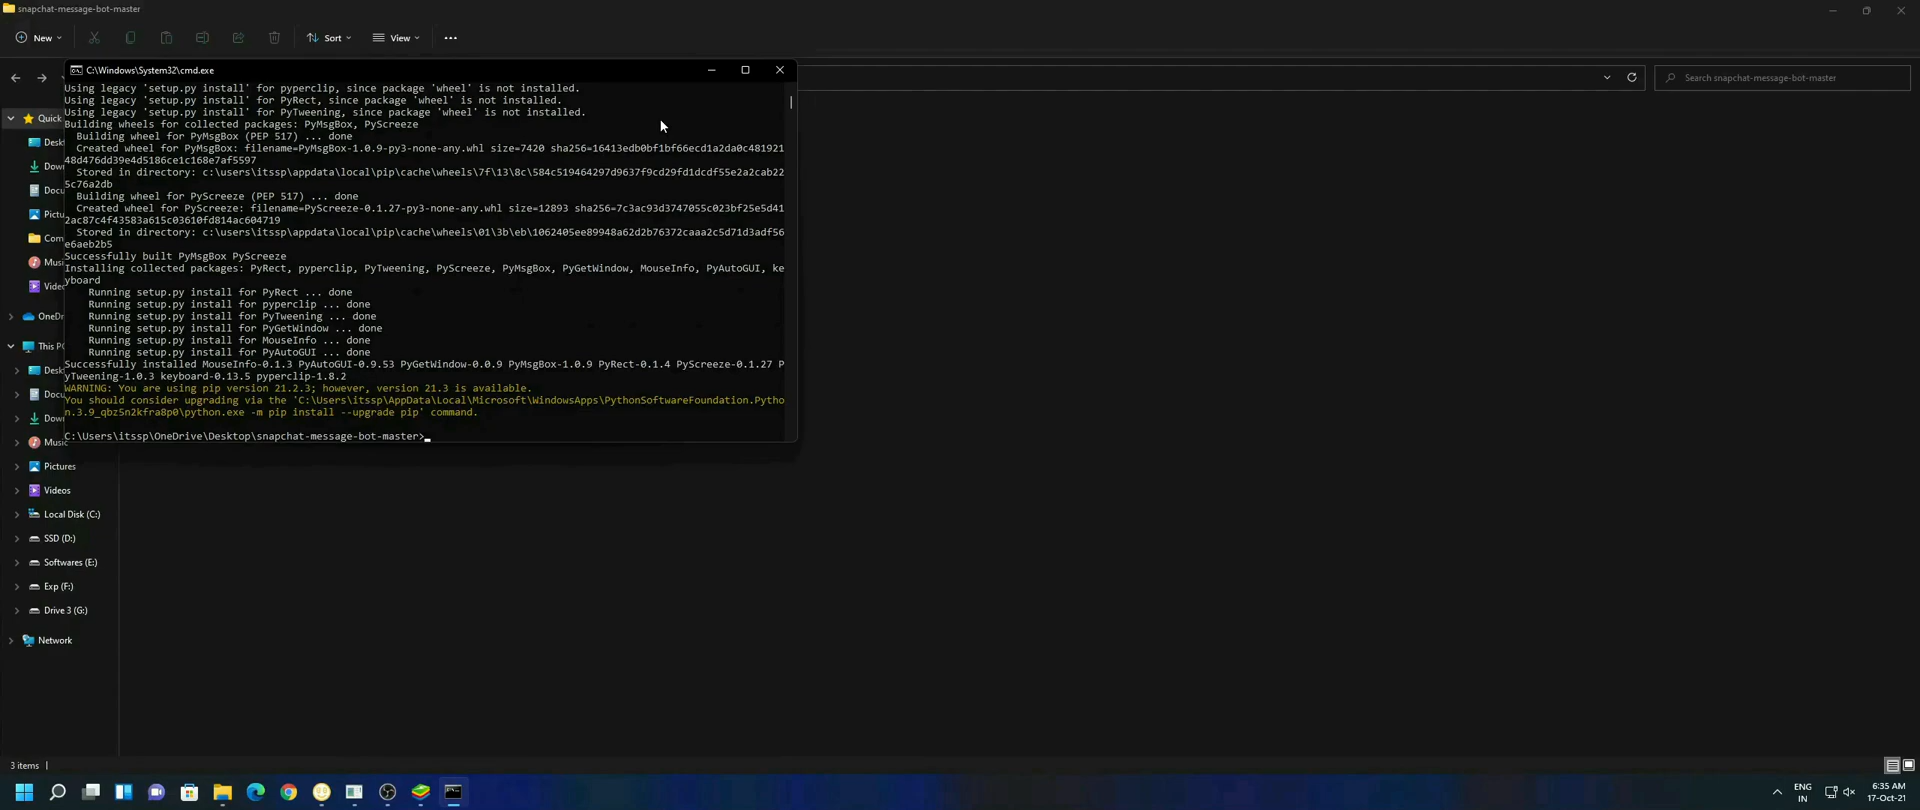 snapchat-message-bot-master
New
Sort
View
C:\Windows\System32\cmd.exe
Search snapchat-message-bot-master
Using legacy 'setup.py install' for pyperclip, since package 'wheel' is not installed.
Using legacy 'setup.py install' for PyRect, since package 'wheel' is not installed.
Using legacy 'setup.py install' for PyTweening, since package 'wheel' is not installed.
Building wheels for collected packages: PyMsgBox, PyScreeze
Building wheel for PyMsgBox (PEP 517) ... done
Created wheel for PyMsgBox: filename=PyMsgBox-1.0.9-py3-none-any.whl size=7420 sha256=16413edb0bf1bf66ecd1a2da0c481921
48d476dd39e4d5186ce1c168e7af5597
Stored in directory: c:\users\itssp\appdata\local\pip\cache\wheels\7f\13\8c\584c519464297d9637f9cd29fd1dcdf55e2a2cab22
5c76a2db
Building wheel for PyScreeze (PEP 517) ... done
Created wheel for PyScreeze: filename=PyScreeze-0.1.27-py3-none-any.whl size=12893 sha256=7c3ac93d3747055c023bf25e5d41
2ac87c4f43583a615c03610fd814ac604719
Stored in directory: c:\users\itssp\appdata\local\pip\cache\wheels\01\3b\eb\1062405ee89948a62d2b76372caaa2c5d71d3adf56
e6aeb2b5
Successfully built PyMsgBox PyScreeze
Installing collected packages: PyRect, pyperclip, PyTweening, PyScreeze, PyMsgBox, PyGetWindow, MouseInfo, PyAutoGUI, ke
yboard
Running setup.py install for PyRect ... done
Running setup.py install for pyperclip ... done
Running setup.py install for PyTweening ... done
Running setup.py install for PyGetWindow ... done
Running setup.py install for MouseInfo ... done
Running setup.py install for PyAutoGUI ... done
Successfully installed MouseInfo-0.1.3 PyAutoGUI-0.9.53 PyGetWindow-0.0.9 PyMsgBox-1.0.9 PyRect-0.1.4 PyScreeze-0.1.27 P
yTweening-1.0.3 keyboard-0.13.5 pyperclip-1.8.2
WARNING: You are using pip version 21.2.3; however, version 21.3 is available.
You should consider upgrading via the 'C:\Users\itssp\AppData\Local\Microsoft\WindowsApps\PythonSoftwareFoundation.Pytho
n.3.9_qbz5n2kfra8p0\python.exe -m pip install --upgrade pip' command.
C:\Users\itssp\OneDrive\Desktop\snapchat-message-bot-master>
Quick
Desk
Dow
Docu
Pictu
Com
Musi
Video
OneDr
This PC
Desk
Docu
Dow
Music
Pictures
Videos
Local Disk (C:)
SSD (D:)
Softwares (E:)
Exp (F:)
Drive 3 (G:)
Network
3 items
ENG
IN
6:35 AM
17-Oct-21